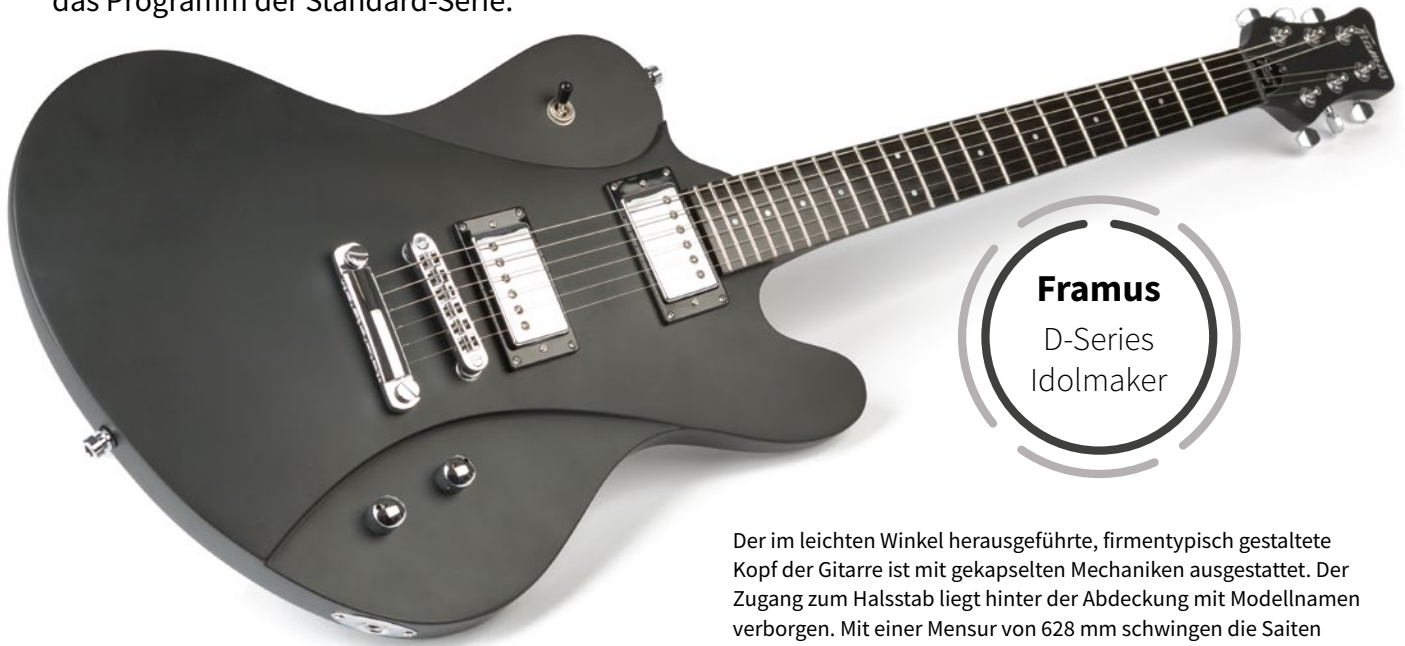 das Programm der Standard-Serie.
Framus
D-Series
Idolmaker
Der im leichten Winkel herausgeführte, firmentypisch gestaltete
Kopf der Gitarre ist mit gekapselten Mechaniken ausgestattet. Der
Zugang zum Halsstab liegt hinter der Abdeckung mit Modellnamen
verborgen. Mit einer Mensur von 628 mm schwingen die Saiten